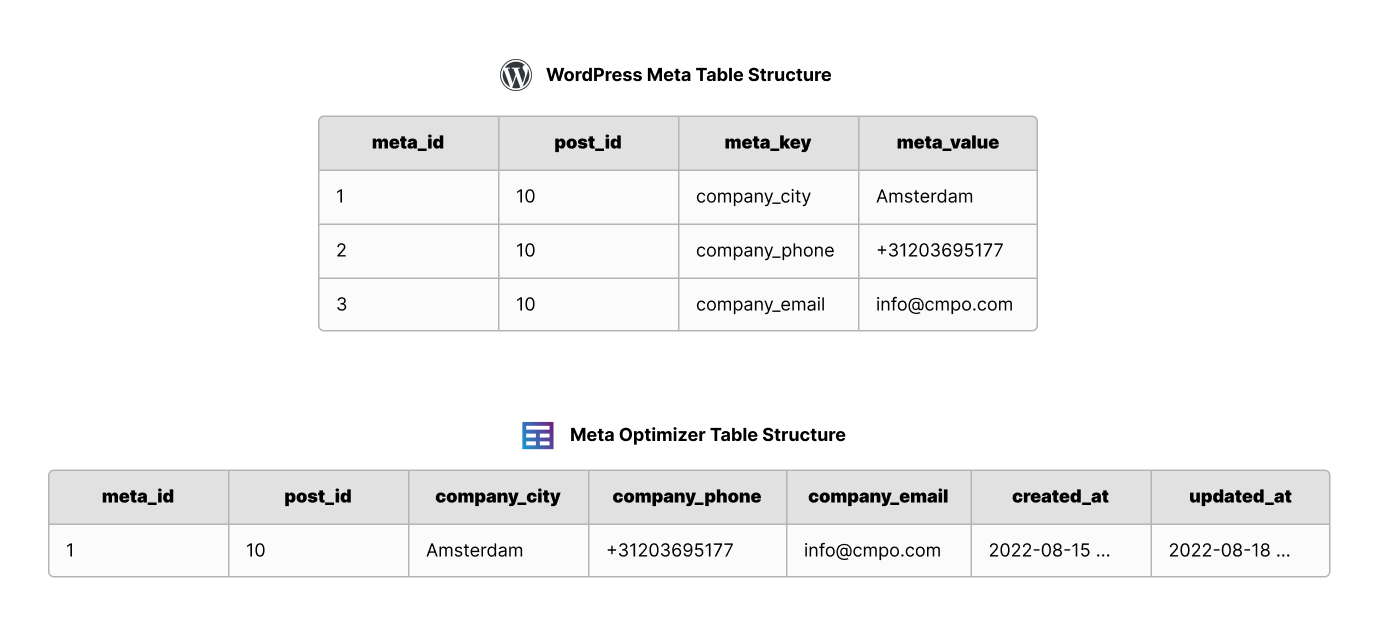 WordPress Meta Table Structure
meta_id post_id meta_key meta_value
1 10 company_city Amsterdam
2 10 company_phone +31203695177
3 10 company_email info@cmpo.com
Meta Optimizer Table Structure
meta_id post_id company_city company_phone company_email created_at updated_at
1 10 Amsterdam +31203695177 info@cmpo.com 2022-08-15 ... 2022-08-18 ...